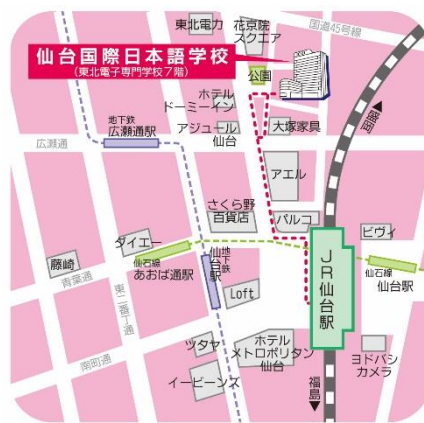 東北電力
花京院
スクエア
国道45号線
仙台国際日本語学校
(東北電子専門学校7階)
公園
▲盛岡
ホテル
ドーミーイン
地下鉄
広瀬通駅
アジュール
仙台
大塚家具
広瀬通
アエル
さくら野
百貨店
パルコ
ダイエー
ビヴィ
藤崎
仙石線
あおば通駅
地下鉄
仙台駅
JR仙台駅
仙石線
仙台駅
青葉通
東二番丁通
Loft
ツタヤ
ホテル
メトロポリタン
仙台
ヨドバシ
カメラ
南町通
イービーンズ
福島▼